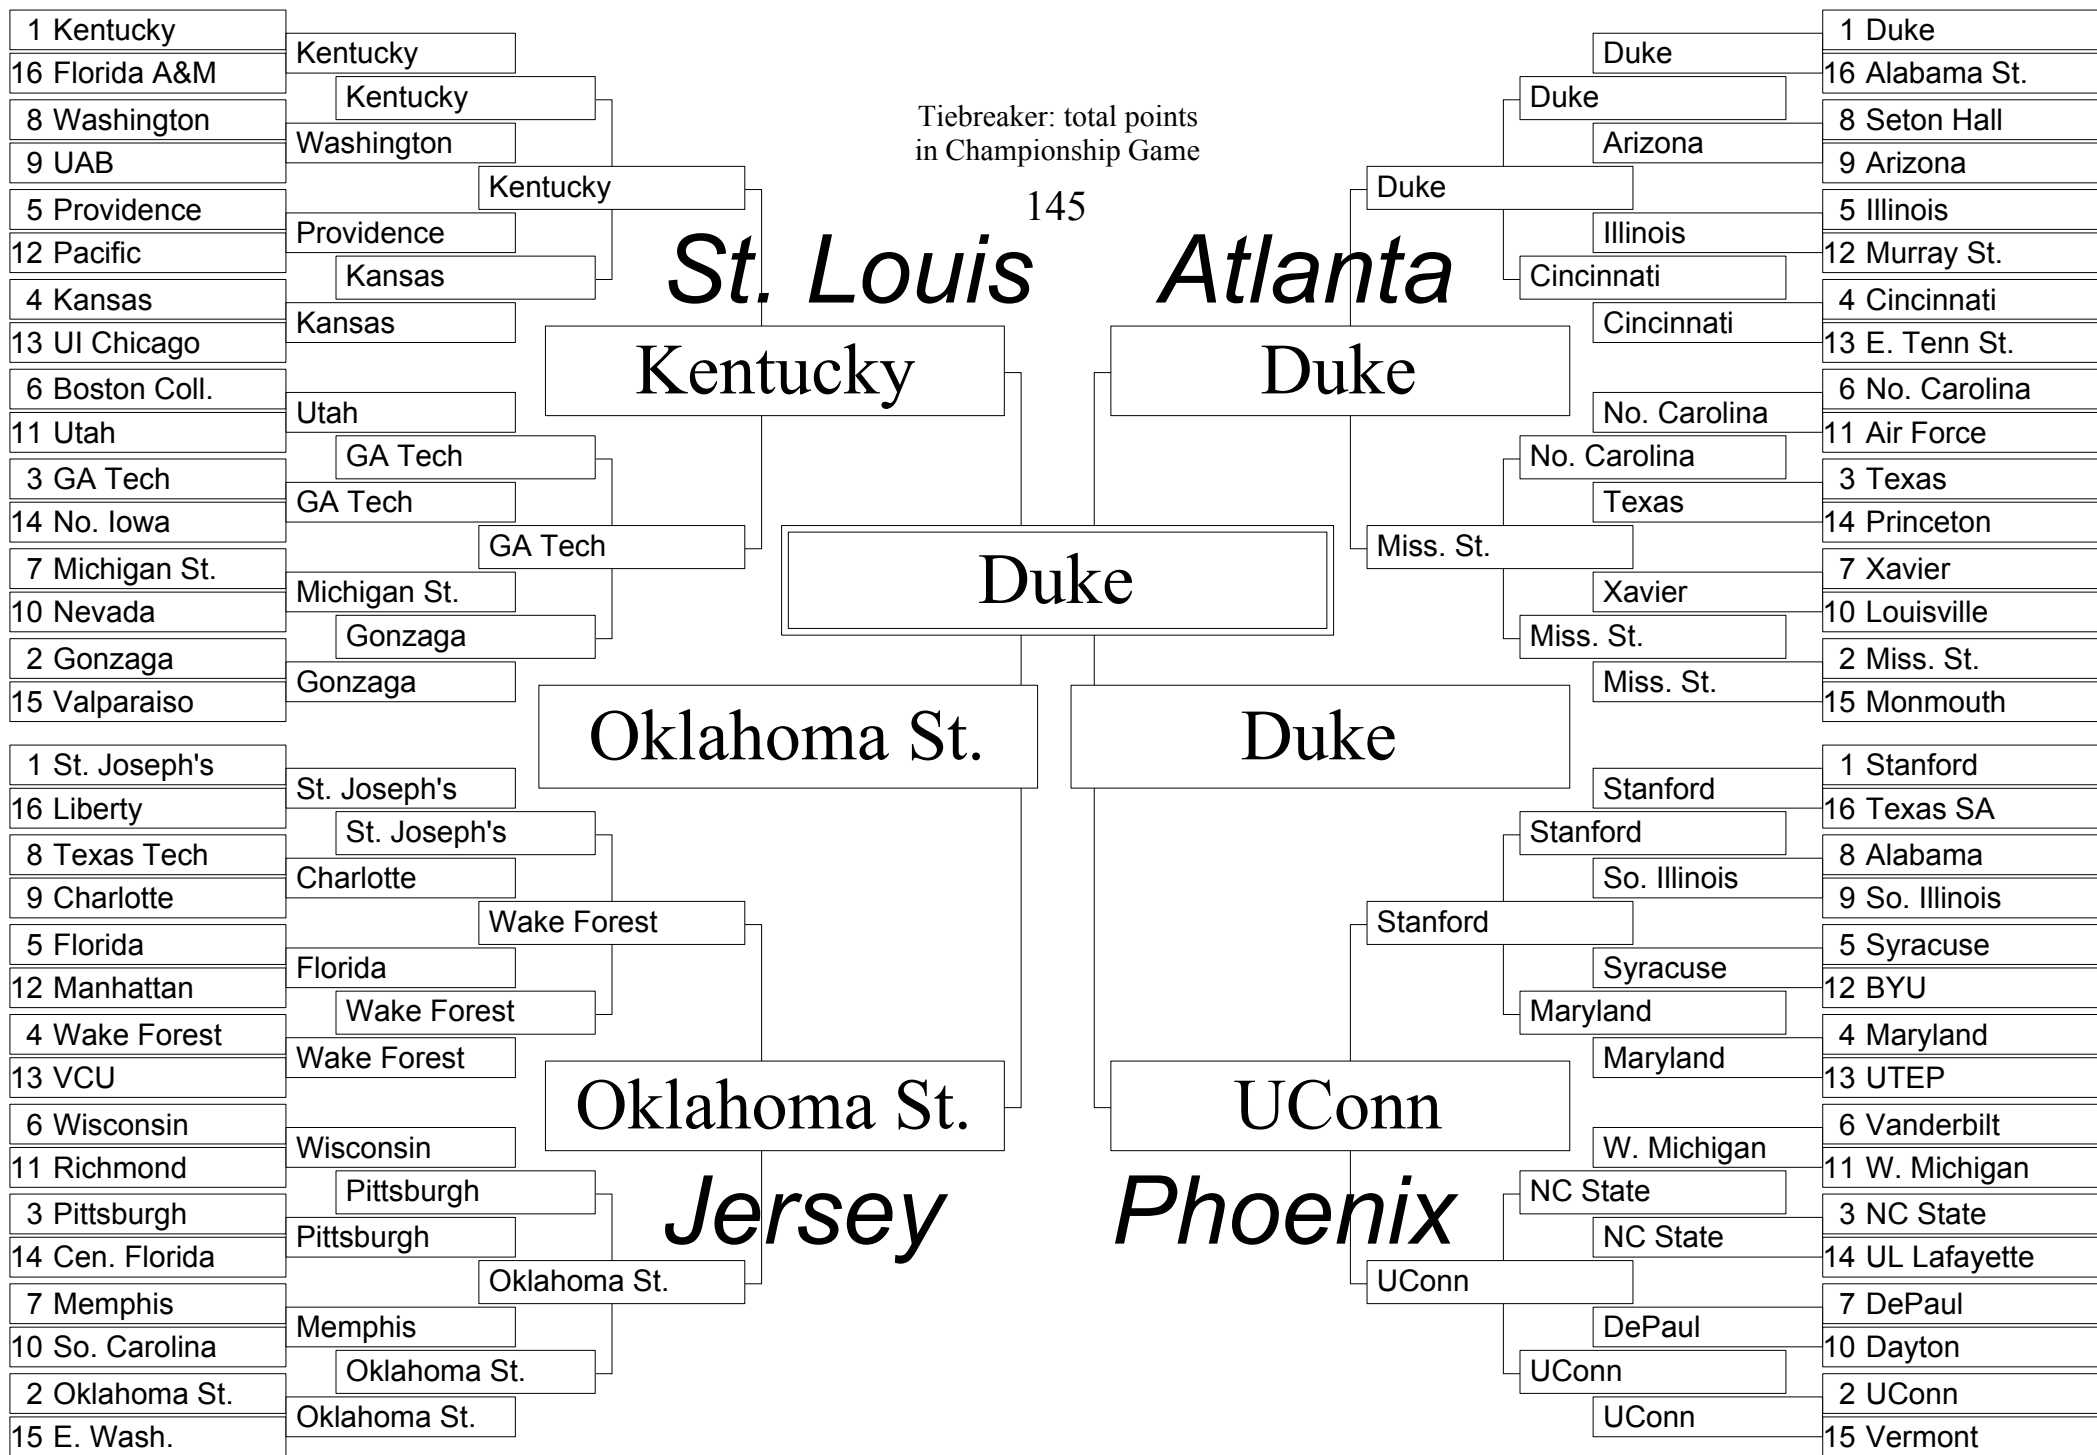 1 Kentucky
16 Florida A&M
8 Washington
9 UAB
5 Providence
12 Pacific
4 Kansas
13 UI Chicago
6 Boston Coll.
11 Utah
3 GA Tech
14 No. Iowa
7 Michigan St.
10 Nevada
2 Gonzaga
15 Valparaiso
1 St. Joseph's
16 Liberty
8 Texas Tech
9 Charlotte
5 Florida
12 Manhattan
4 Wake Forest
13 VCU
6 Wisconsin
11 Richmond
3 Pittsburgh
14 Cen. Florida
7 Memphis
10 So. Carolina
2 Oklahoma St.
15 E. Wash.
Kentucky
Washington
Providence
Kansas
Utah
GA Tech
Michigan St.
Gonzaga
St. Joseph's
Charlotte
Florida
Wake Forest
Wisconsin
Pittsburgh
Memphis
Oklahoma St.
Kentucky
Kansas
GA Tech
Gonzaga
St. Joseph's
Wake Forest
Pittsburgh
Oklahoma St.
Kentucky
GA Tech
Wake Forest
Oklahoma St.
Tiebreaker: total points
in Championship Game
145
St. Louis
Atlanta
Kentucky
Duke
Duke
Oklahoma St.
Duke
Oklahoma St.
UConn
Jersey
Phoenix
Duke
Miss. St.
Stanford
UConn
Duke
Cincinnati
No. Carolina
Miss. St.
Stanford
Maryland
NC State
UConn
Duke
Arizona
Illinois
Cincinnati
No. Carolina
Texas
Xavier
Miss. St.
Stanford
So. Illinois
Syracuse
Maryland
W. Michigan
NC State
DePaul
UConn
1 Duke
16 Alabama St.
8 Seton Hall
9 Arizona
5 Illinois
12 Murray St.
4 Cincinnati
13 E. Tenn St.
6 No. Carolina
11 Air Force
3 Texas
14 Princeton
7 Xavier
10 Louisville
2 Miss. St.
15 Monmouth
1 Stanford
16 Texas SA
8 Alabama
9 So. Illinois
5 Syracuse
12 BYU
4 Maryland
13 UTEP
6 Vanderbilt
11 W. Michigan
3 NC State
14 UL Lafayette
7 DePaul
10 Dayton
2 UConn
15 Vermont